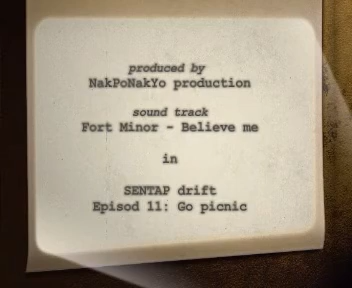 produced by
NakPoNakYo production
sound track
Fort Minor - Believe me
in
SENTAP drift
Episod 11: Go picnic